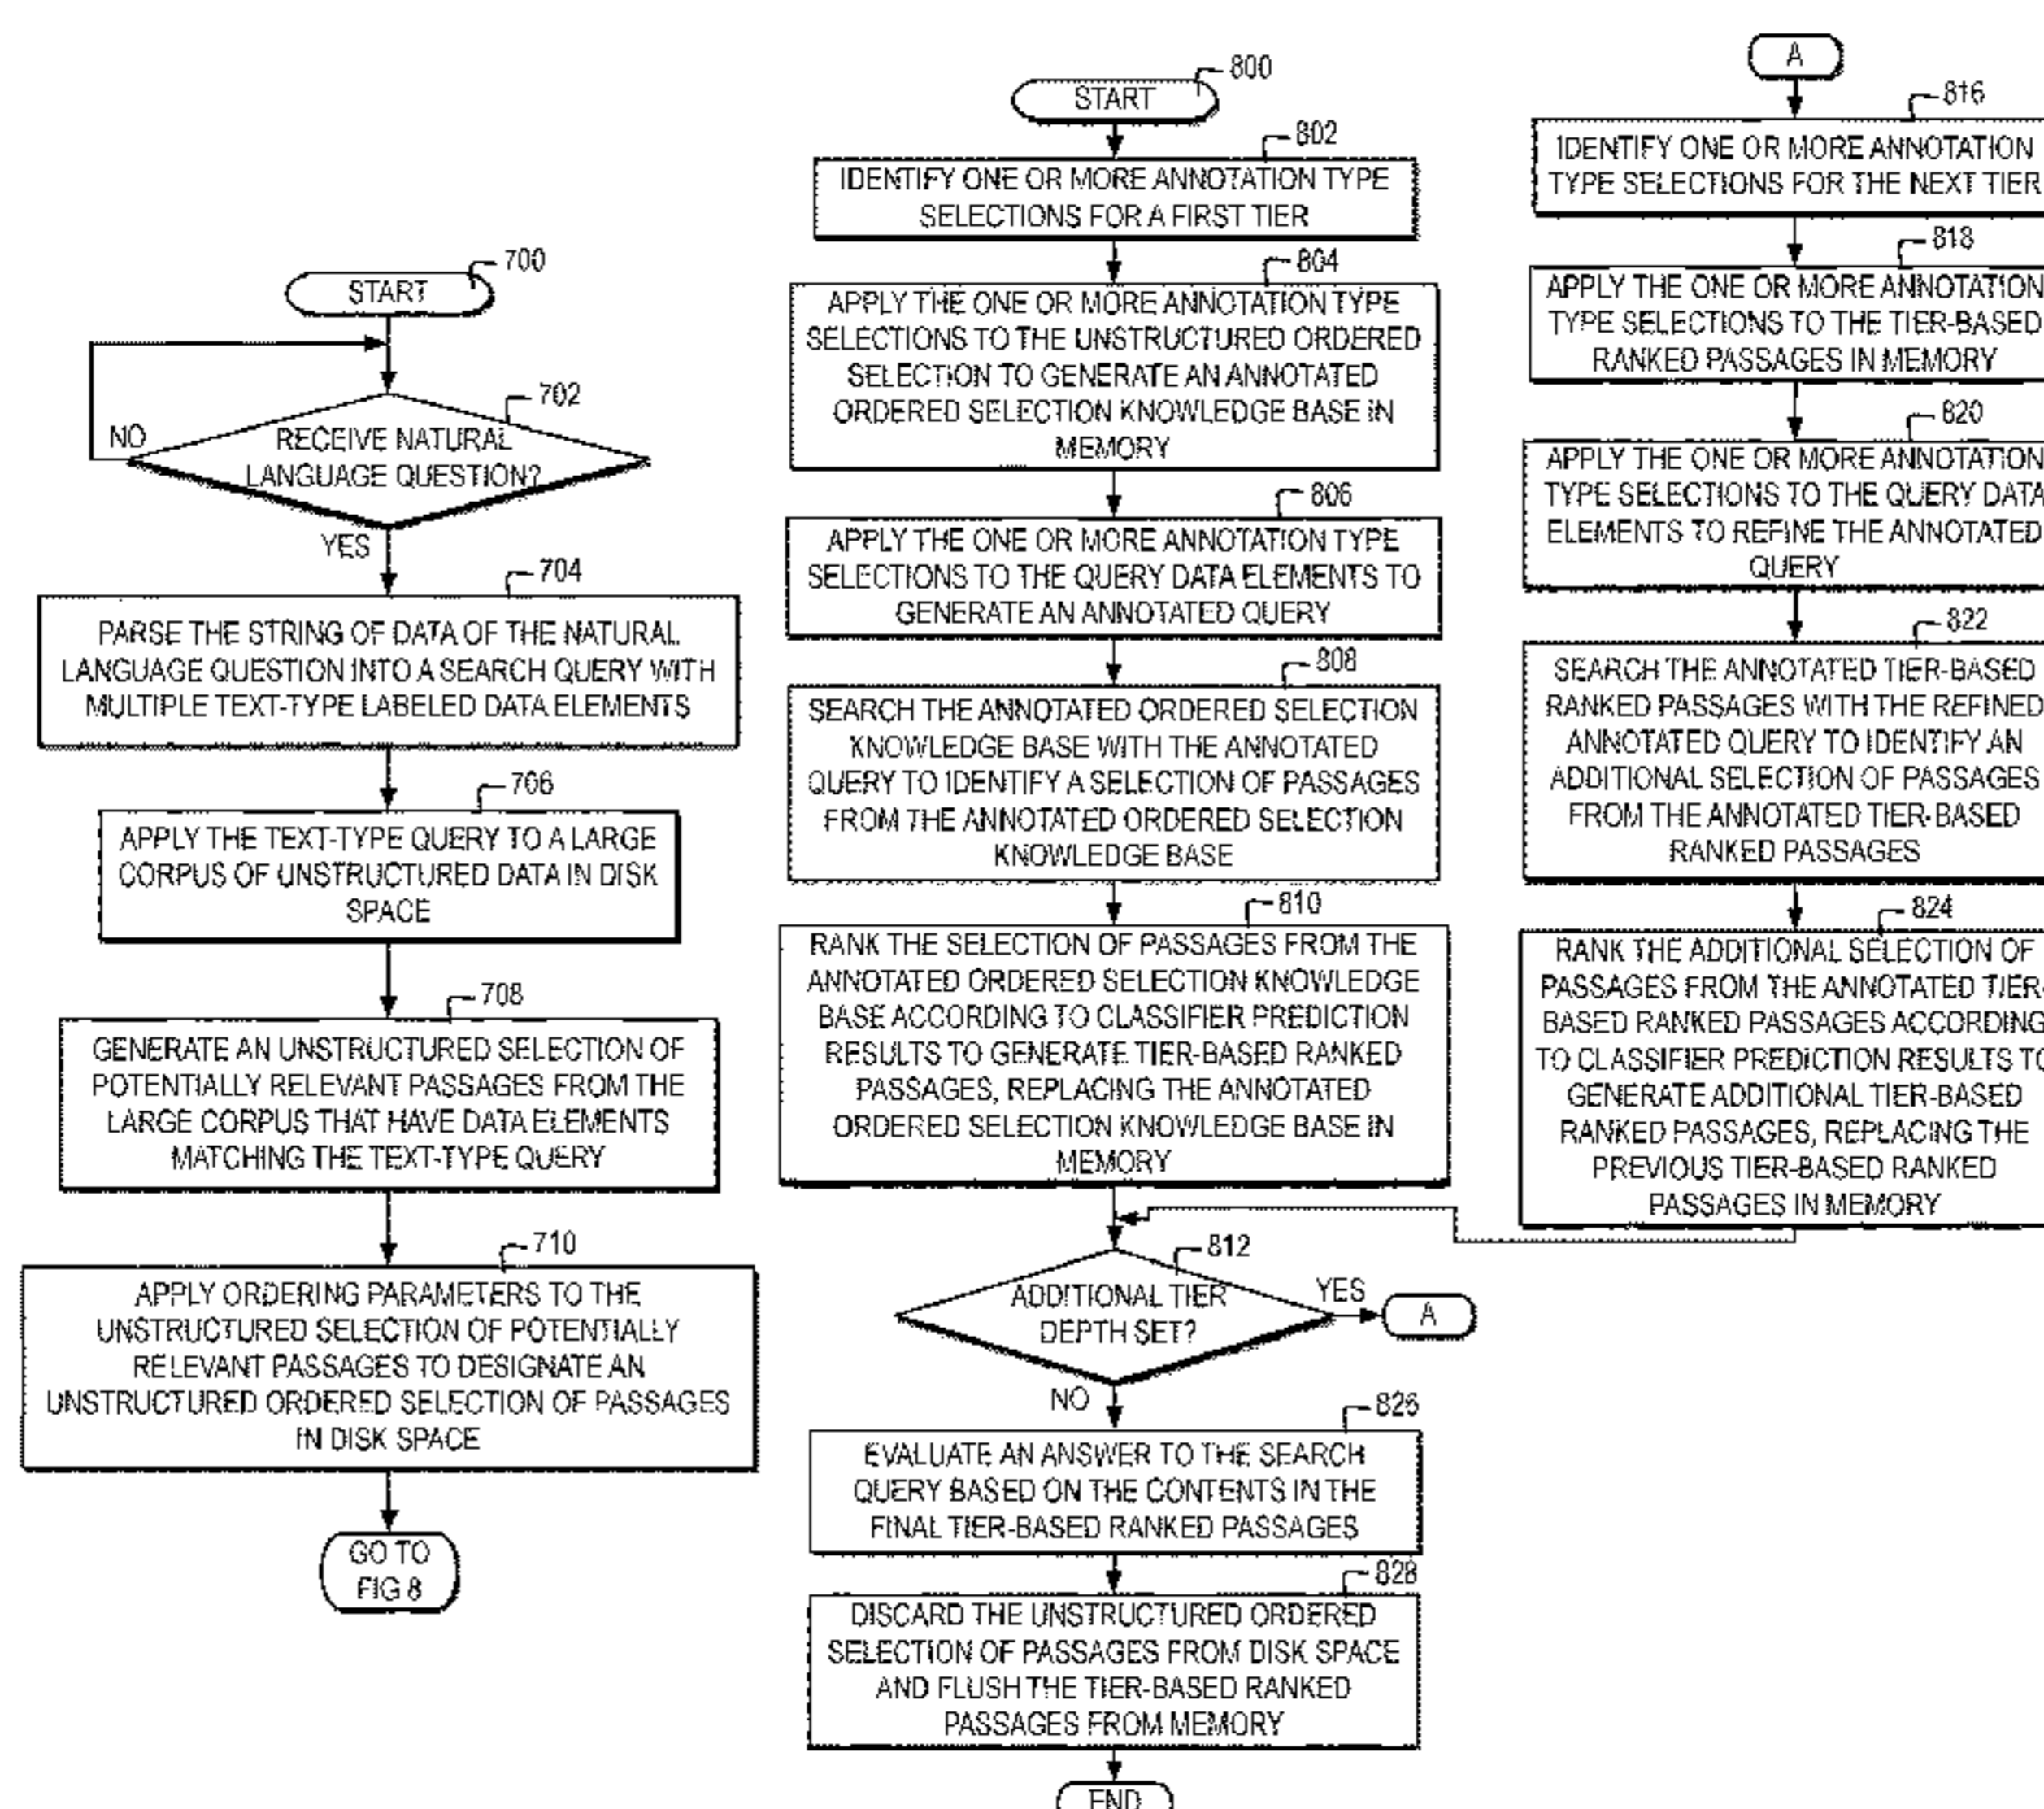 700
START
702
NO
RECEIVE NATURAL
LANGUAGE QUESTION?
YES
704
PARSE THE STRING OF DATA OF THE NATURAL
LANGUAGE QUESTION INTO A SEARCH QUERY WITH
MULTIPLE TEXT-TYPE LABELED DATA ELEMENTS
706
APPLY THE TEXT-TYPE QUERY TO A LARGE
CORPUS OF UNSTRUCTURED DATA IN DISK
SPACE
708
GENERATE AN UNSTRUCTURED SELECTION OF
POTENTIALLY RELEVANT PASSAGES FROM THE
LARGE CORPUS THAT HAVE DATA ELEMENTS
MATCHING THE TEXT-TYPE QUERY
710
APPLY ORDERING PARAMETERS TO THE
UNSTRUCTURED SELECTION OF POTENTIALLY
RELEVANT PASSAGES TO DESIGNATE AN
UNSTRUCTURED ORDERED SELECTION OF PASSAGES
IN DISK SPACE
GO TO
FIG 8
800
START
802
IDENTIFY ONE OR MORE ANNOTATION TYPE
SELECTIONS FOR A FIRST TIER
804
APPLY THE ONE OR MORE ANNOTATION TYPE
SELECTIONS TO THE UNSTRUCTURED ORDERED
SELECTION TO GENERATE AN ANNOTATED
ORDERED SELECTION KNOWLEDGE BASE IN
MEMORY
806
APPLY THE ONE OR MORE ANNOTATION TYPE
SELECTIONS TO THE QUERY DATA ELEMENTS TO
GENERATE AN ANNOTATED QUERY
808
SEARCH THE ANNOTATED ORDERED SELECTION
KNOWLEDGE BASE WITH THE ANNOTATED
QUERY TO IDENTIFY A SELECTION OF PASSAGES
FROM THE ANNOTATED ORDERED SELECTION
KNOWLEDGE BASE
810
RANK THE SELECTION OF PASSAGES FROM THE
ANNOTATED ORDERED SELECTION KNOWLEDGE
BASE ACCORDING TO CLASSIFIER PREDICTION
RESULTS TO GENERATE TIER-BASED RANKED
PASSAGES, REPLACING THE ANNOTATED
ORDERED SELECTION KNOWLEDGE BASE IN
MEMORY
812
ADDITIONAL TIER
DEPTH SET?
YES
A
NO
826
EVALUATE AN ANSWER TO THE SEARCH
QUERY BASED ON THE CONTENTS IN THE
FINAL TIER-BASED RANKED PASSAGES
828
DISCARD THE UNSTRUCTURED ORDERED
SELECTION OF PASSAGES FROM DISK SPACE
AND FLUSH THE TIER-BASED RANKED
PASSAGES FROM MEMORY
END
A
816
IDENTIFY ONE OR MORE ANNOTATION
TYPE SELECTIONS FOR THE NEXT TIER
818
APPLY THE ONE OR MORE ANNOTATION
TYPE SELECTIONS TO THE TIER-BASED
RANKED PASSAGES IN MEMORY
820
APPLY THE ONE OR MORE ANNOTATION
TYPE SELECTIONS TO THE QUERY DATA
ELEMENTS TO REFINE THE ANNOTATED
QUERY
822
SEARCH THE ANNOTATED TIER-BASED
RANKED PASSAGES WITH THE REFINED
ANNOTATED QUERY TO IDENTIFY AN
ADDITIONAL SELECTION OF PASSAGES
FROM THE ANNOTATED TIER-BASED
RANKED PASSAGES
824
RANK THE ADDITIONAL SELECTION OF
PASSAGES FROM THE ANNOTATED TIER-
BASED RANKED PASSAGES ACCORDING
TO CLASSIFIER PREDICTION RESULTS TO
GENERATE ADDITIONAL TIER-BASED
RANKED PASSAGES, REPLACING THE
PREVIOUS TIER-BASED RANKED
PASSAGES IN MEMORY